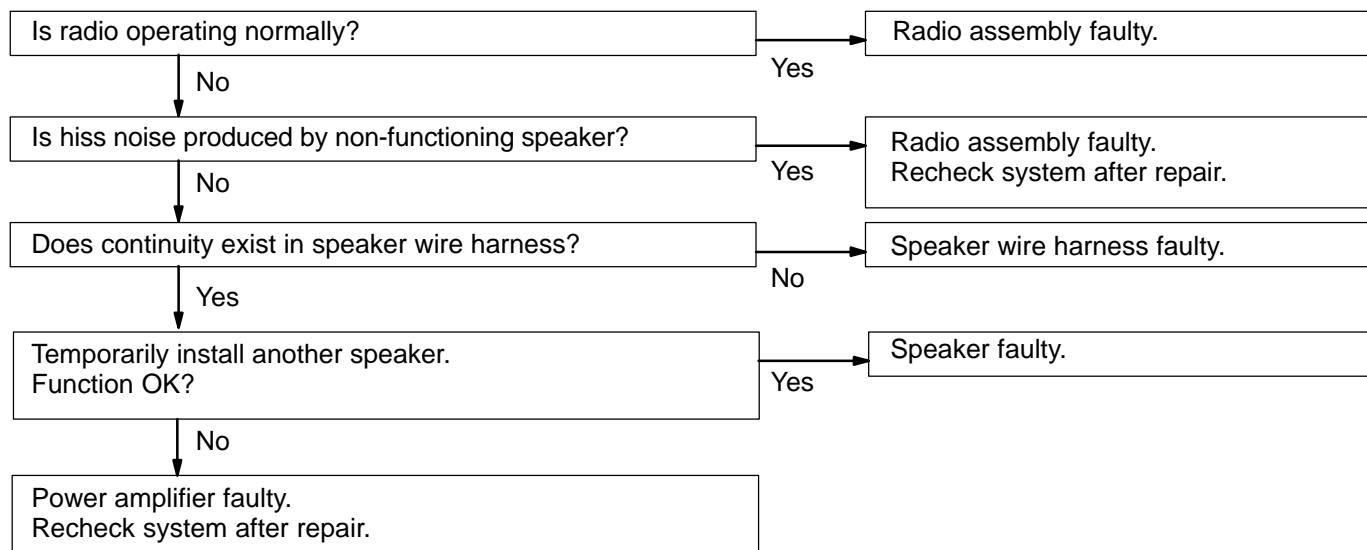 Is radio operating normally?
Yes
Radio assembly faulty.
No
Is hiss noise produced by non-functioning speaker?
Yes
Radio assembly faulty.
Recheck system after repair.
No
Does continuity exist in speaker wire harness?
No
Speaker wire harness faulty.
Yes
Temporarily install another speaker.
Function OK?
Yes
Speaker faulty.
No
Power amplifier faulty.
Recheck system after repair.